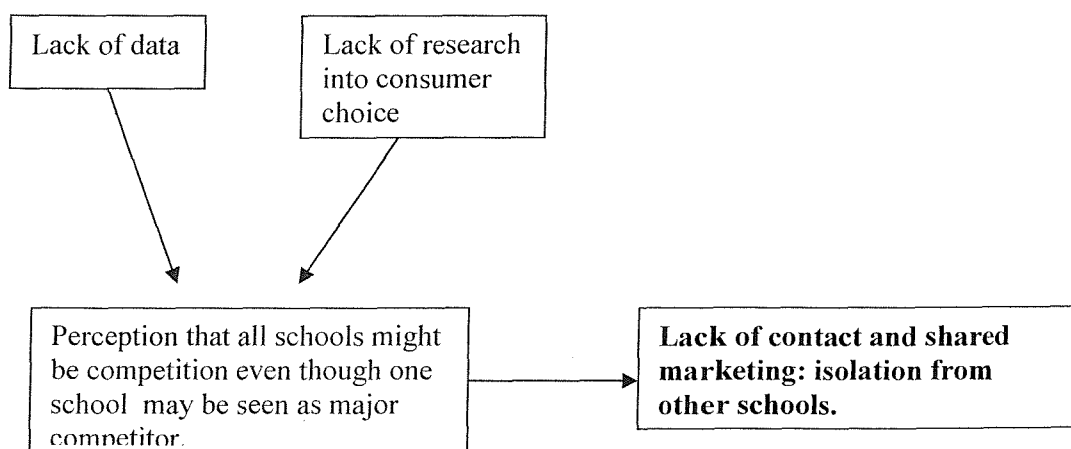 Lack of data
Lack of research
into consumer
choice
Perception that all schools might
be competition even though one
school may be seen as major
competitor.
Lack of contact and shared
marketing: isolation from
other schools.